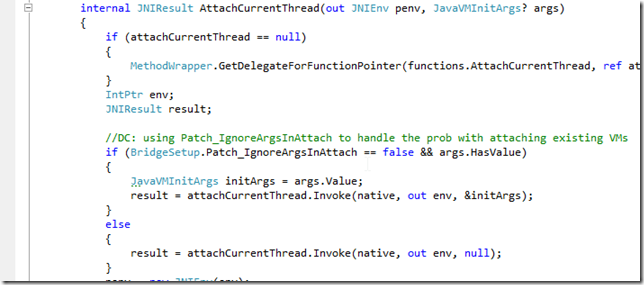 internal JNIResult AttachCurrentThread(out JNIEnv penv, JavaVMInitArgs? args)
{
if (attachCurrentThread == null)
{
MethodWrapper.GetDelegateForFunctionPointer(functions.AttachCurrentThread, ref at
}
IntPtr env;
JNIResult result;
//DC: using Patch_IgnoreArgsInAttach to handle the prob with attaching existing VMs
if (BridgeSetup.Patch_IgnoreArgsInAttach == false && args.HasValue)
{
JavaVMInitArgs initArgs = args.Value;
result = attachCurrentThread.Invoke(native, out env, &initArgs);
}
else
{
result = attachCurrentThread.Invoke(native, out env, null);
}